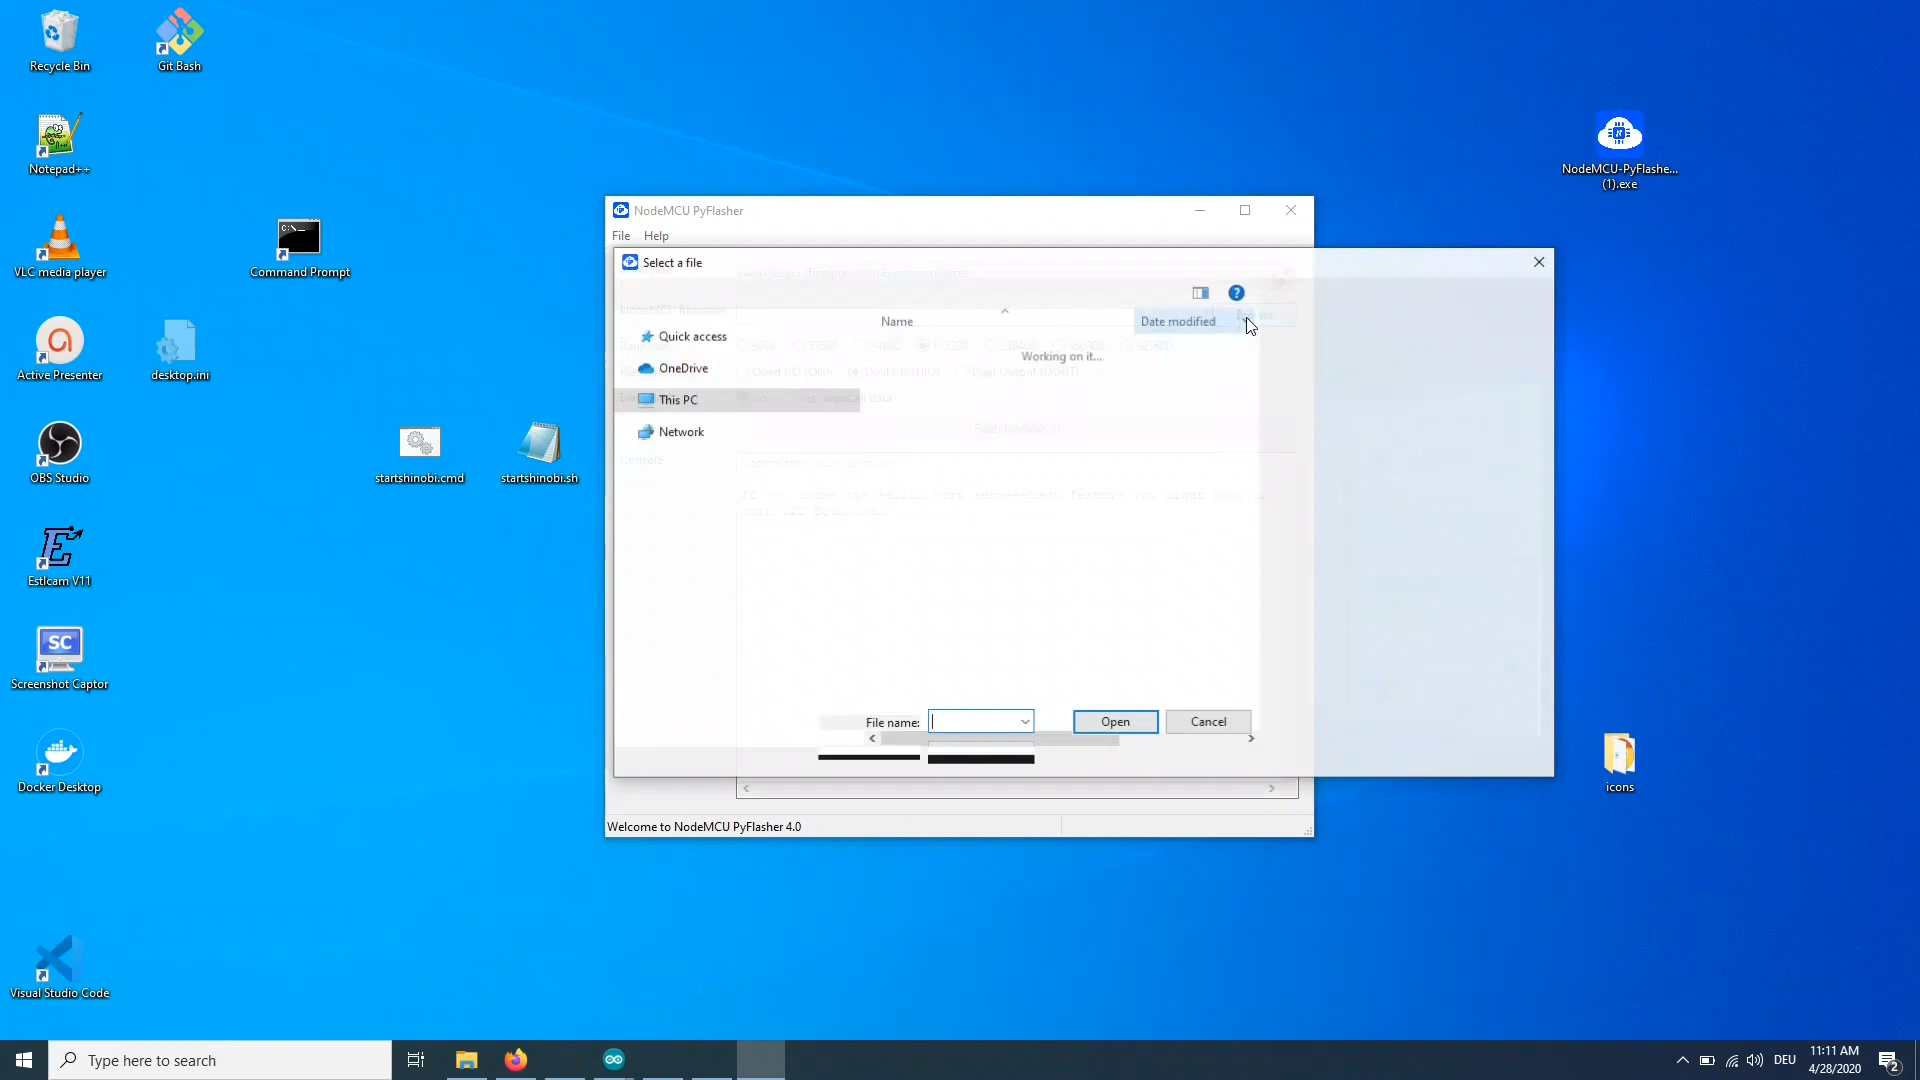 Recycle Bin
Git Bash
Notepad++
VLC media player
Command Prompt
Active Presenter
desktop.ini
OBS Studio
startshinobi.cmd
startshinobi.sh
Estlcam V11
SC
Screenshot Captor
Docker Desktop
Visual Studio Code
NodeMCU-PyFlashe...
(1).exe
icons
NodeMCU PyFlasher
File Help
Select a file
Name
Date modified
Working on it...
Quick access
OneDrive
This PC
Network
Console
File name:
Open
Cancel
Welcome to NodeMCU PyFlasher 4.0
Type here to search
DEU
11:11 AM
4/28/2020
2